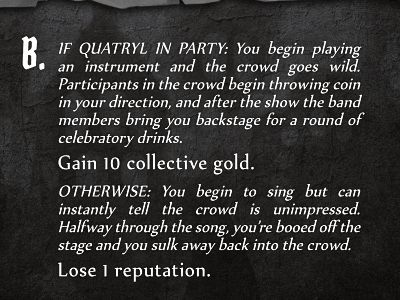 B. IF QUATRYL IN PARTY: You begin playing
an instrument and the crowd goes wild.
Participants in the crowd begin throwing coin
in your direction, and after the show the band
members bring you backstage for a round of
celebratory drinks.
Gain 10 collective gold.
OTHERWISE: You begin to sing but can
instantly tell the crowd is unimpressed.
Halfway through the song, you're booed off the
stage and you sulk away back into the crowd.
Lose 1 reputation.